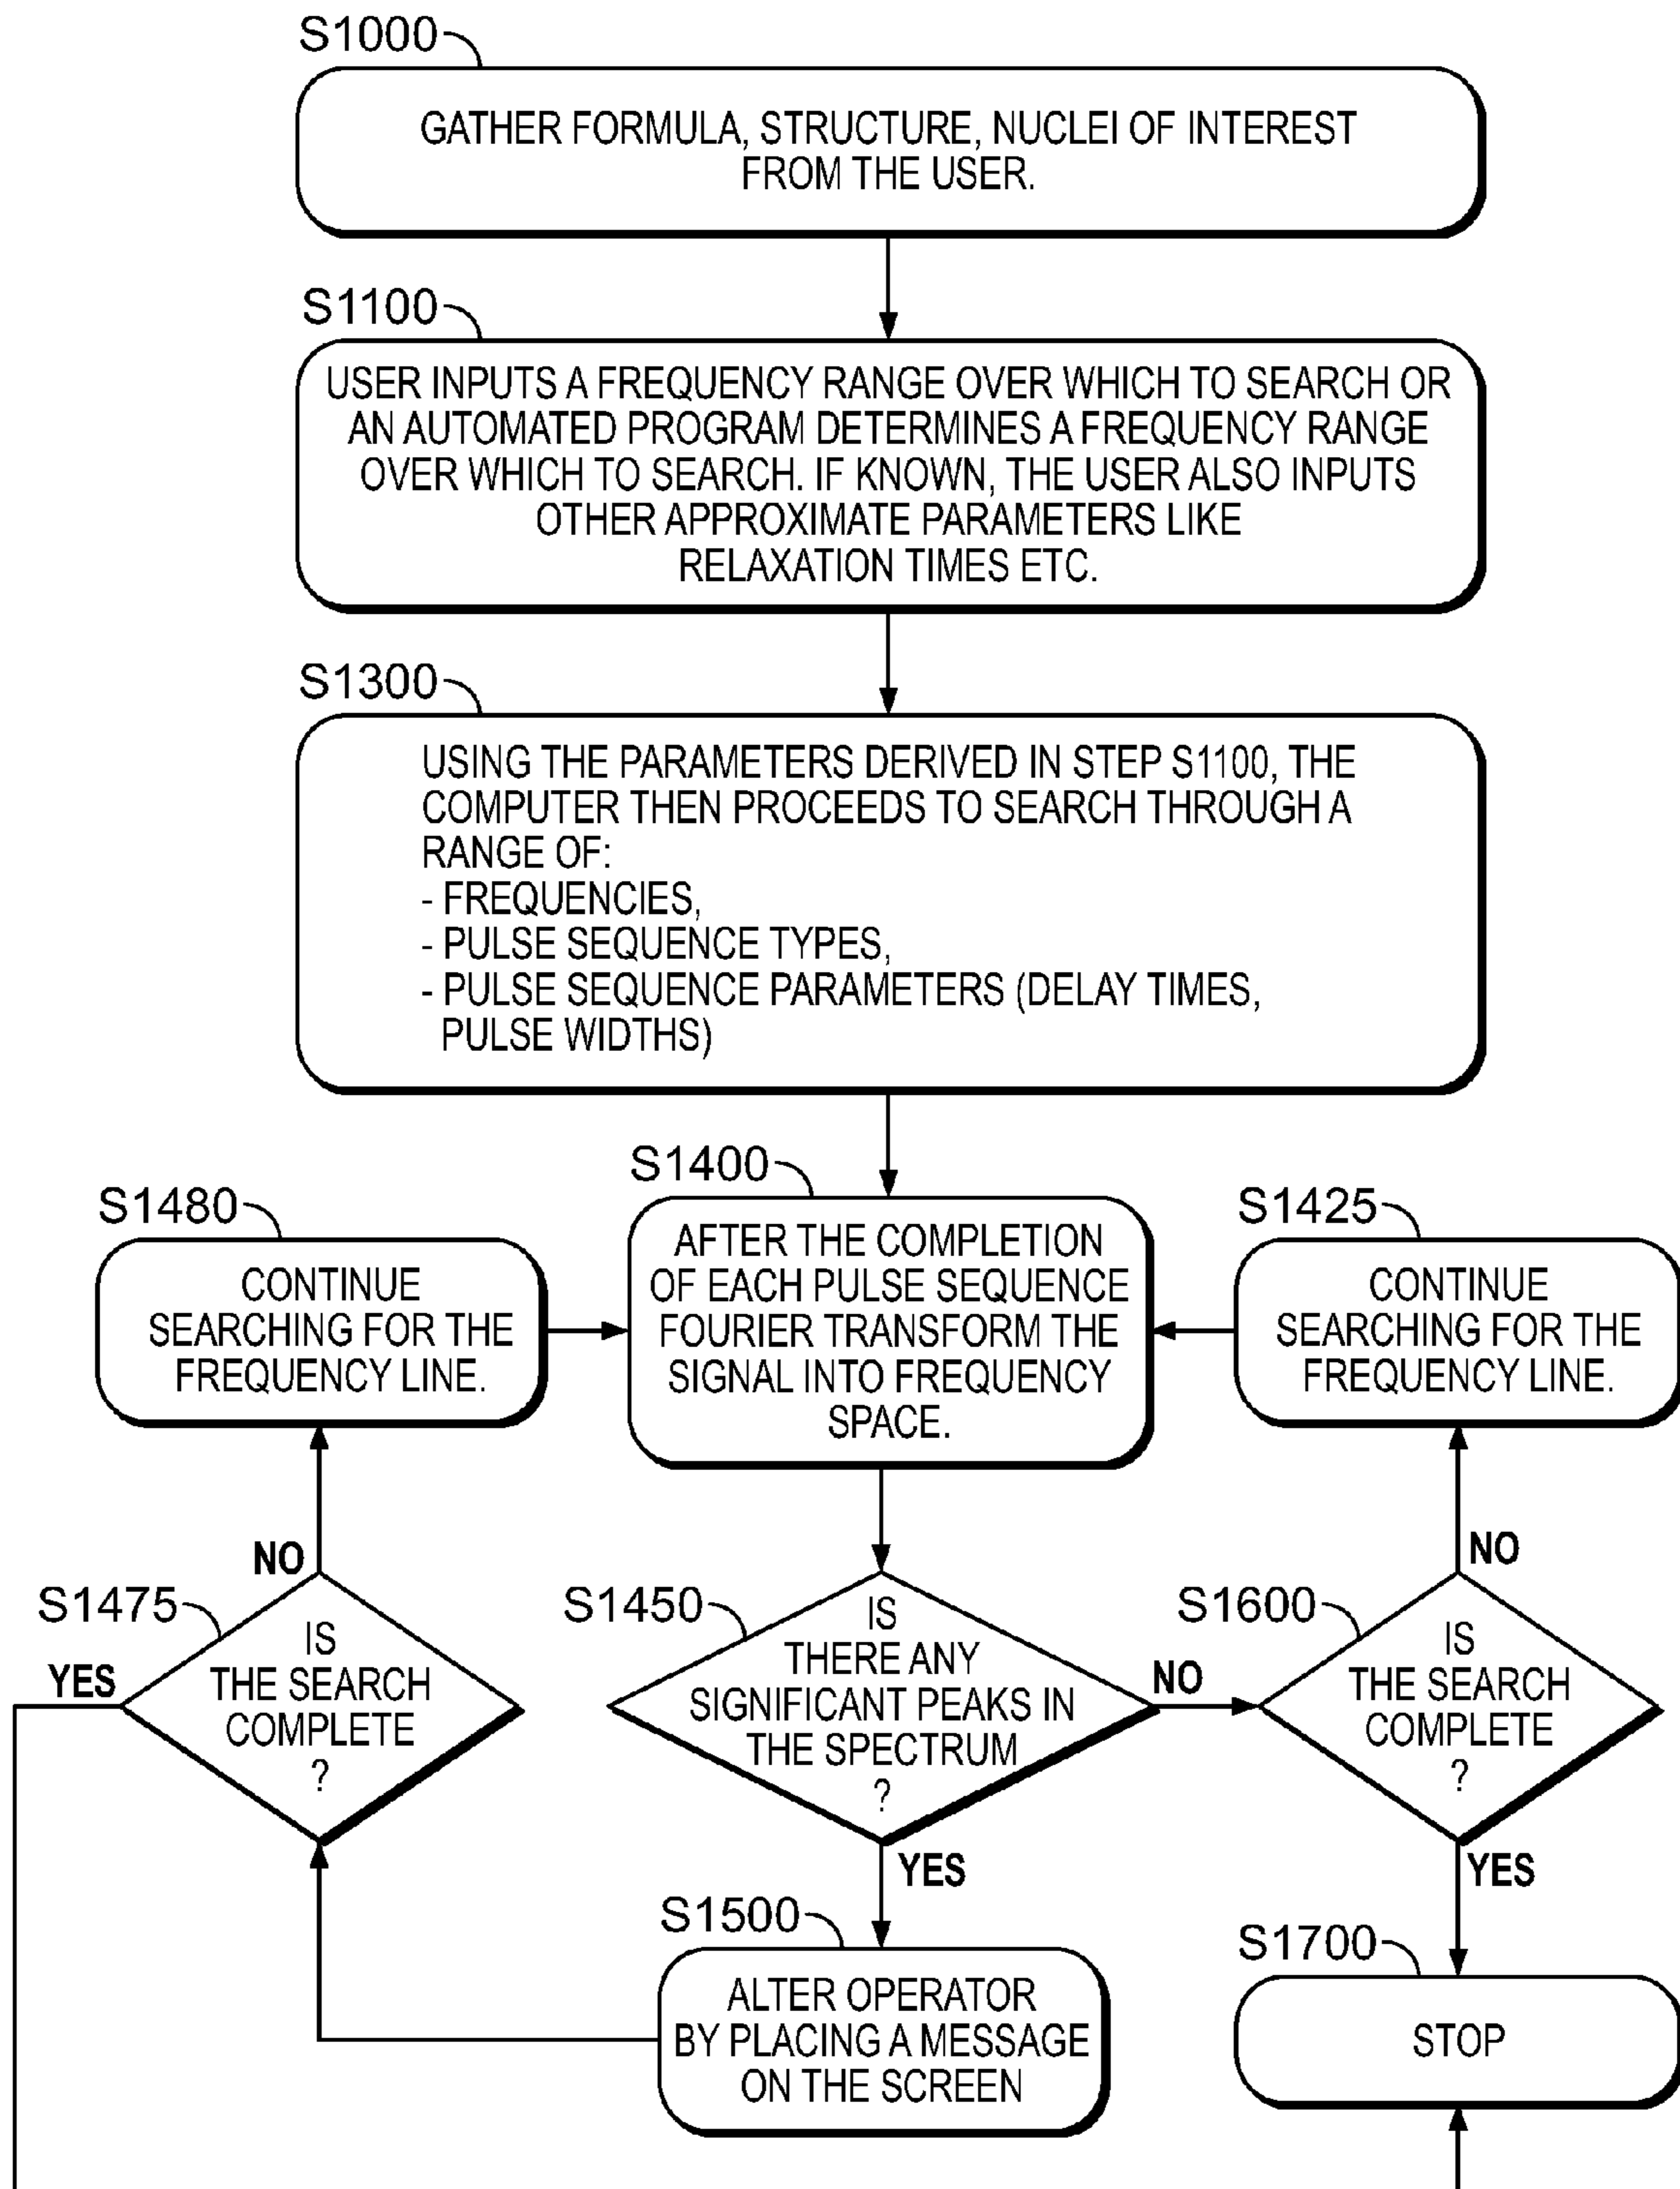 S1000
GATHER FORMULA, STRUCTURE, NUCLEI OF INTEREST
FROM THE USER.
S1100
USER INPUTS A FREQUENCY RANGE OVER WHICH TO SEARCH OR
AN AUTOMATED PROGRAM DETERMINES A FREQUENCY RANGE
OVER WHICH TO SEARCH. IF KNOWN, THE USER ALSO INPUTS
OTHER APPROXIMATE PARAMETERS LIKE
RELAXATION TIMES ETC.
S1300
USING THE PARAMETERS DERIVED IN STEP S1100, THE
COMPUTER THEN PROCEEDS TO SEARCH THROUGH A
RANGE OF:
- FREQUENCIES,
- PULSE SEQUENCE TYPES,
- PULSE SEQUENCE PARAMETERS (DELAY TIMES,
PULSE WIDTHS)
S1480
CONTINUE
SEARCHING FOR THE
FREQUENCY LINE.
S1400
AFTER THE COMPLETION
OF EACH PULSE SEQUENCE
FOURIER TRANSFORM THE
SIGNAL INTO FREQUENCY
SPACE.
S1425
CONTINUE
SEARCHING FOR THE
FREQUENCY LINE.
NO
S1475
YES
IS
THE SEARCH
COMPLETE
?
S1450
IS
THERE ANY
SIGNIFICANT PEAKS IN
THE SPECTRUM
?
NO
YES
NO
S1600
IS
THE SEARCH
COMPLETE
?
YES
S1500
ALTER OPERATOR
BY PLACING A MESSAGE
ON THE SCREEN
S1700
STOP